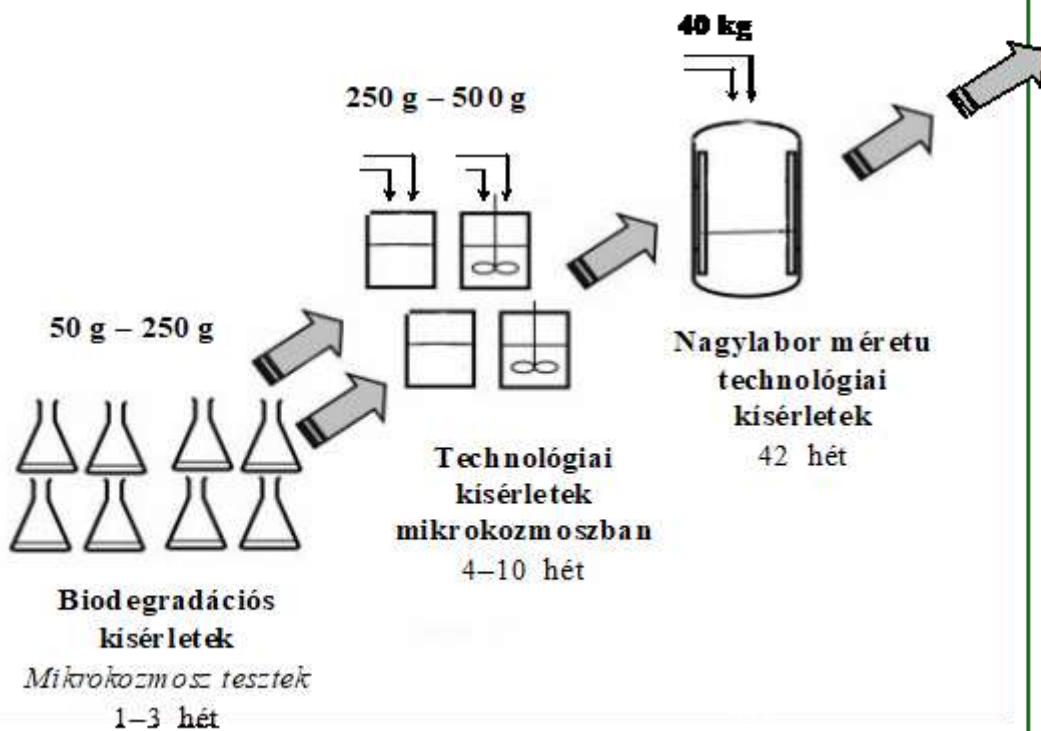 40 kg
250 g – 500 g
50 g – 250 g
Nagylabor méretu
technológiai
kísérletek
42 hét
Technológiai
kísérletek
mikrokozmoszban
4–10 hét
Biodegradációs
kísérletek
Mikrokozmosz tesztek
1–3 hét